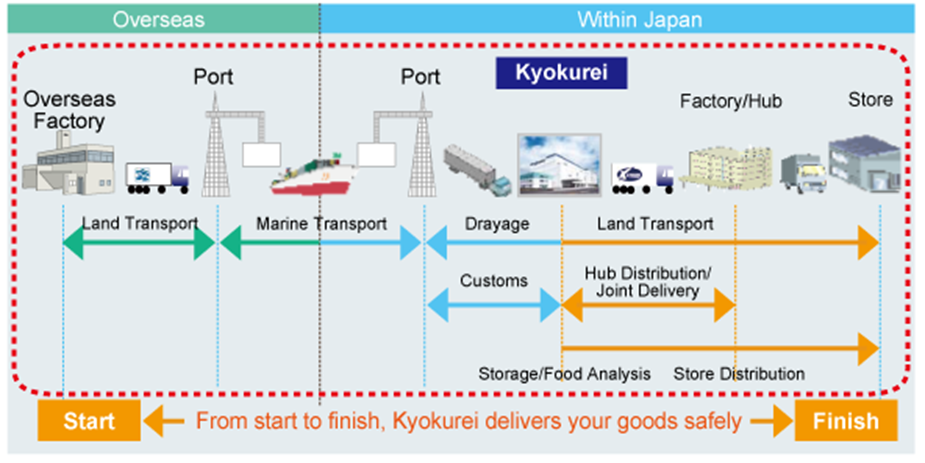 Overseas
Within Japan
Port
Port
Kyokurei
Overseas
Factory
Factory/Hub
Store
Land Transport
Marine Transport
Drayage
Land Transport
Customs
Hub Distribution/
Joint Delivery
Storage/Food Analysis
Store Distribution
Start
From start to finish, Kyokurei delivers your goods safely
Finish